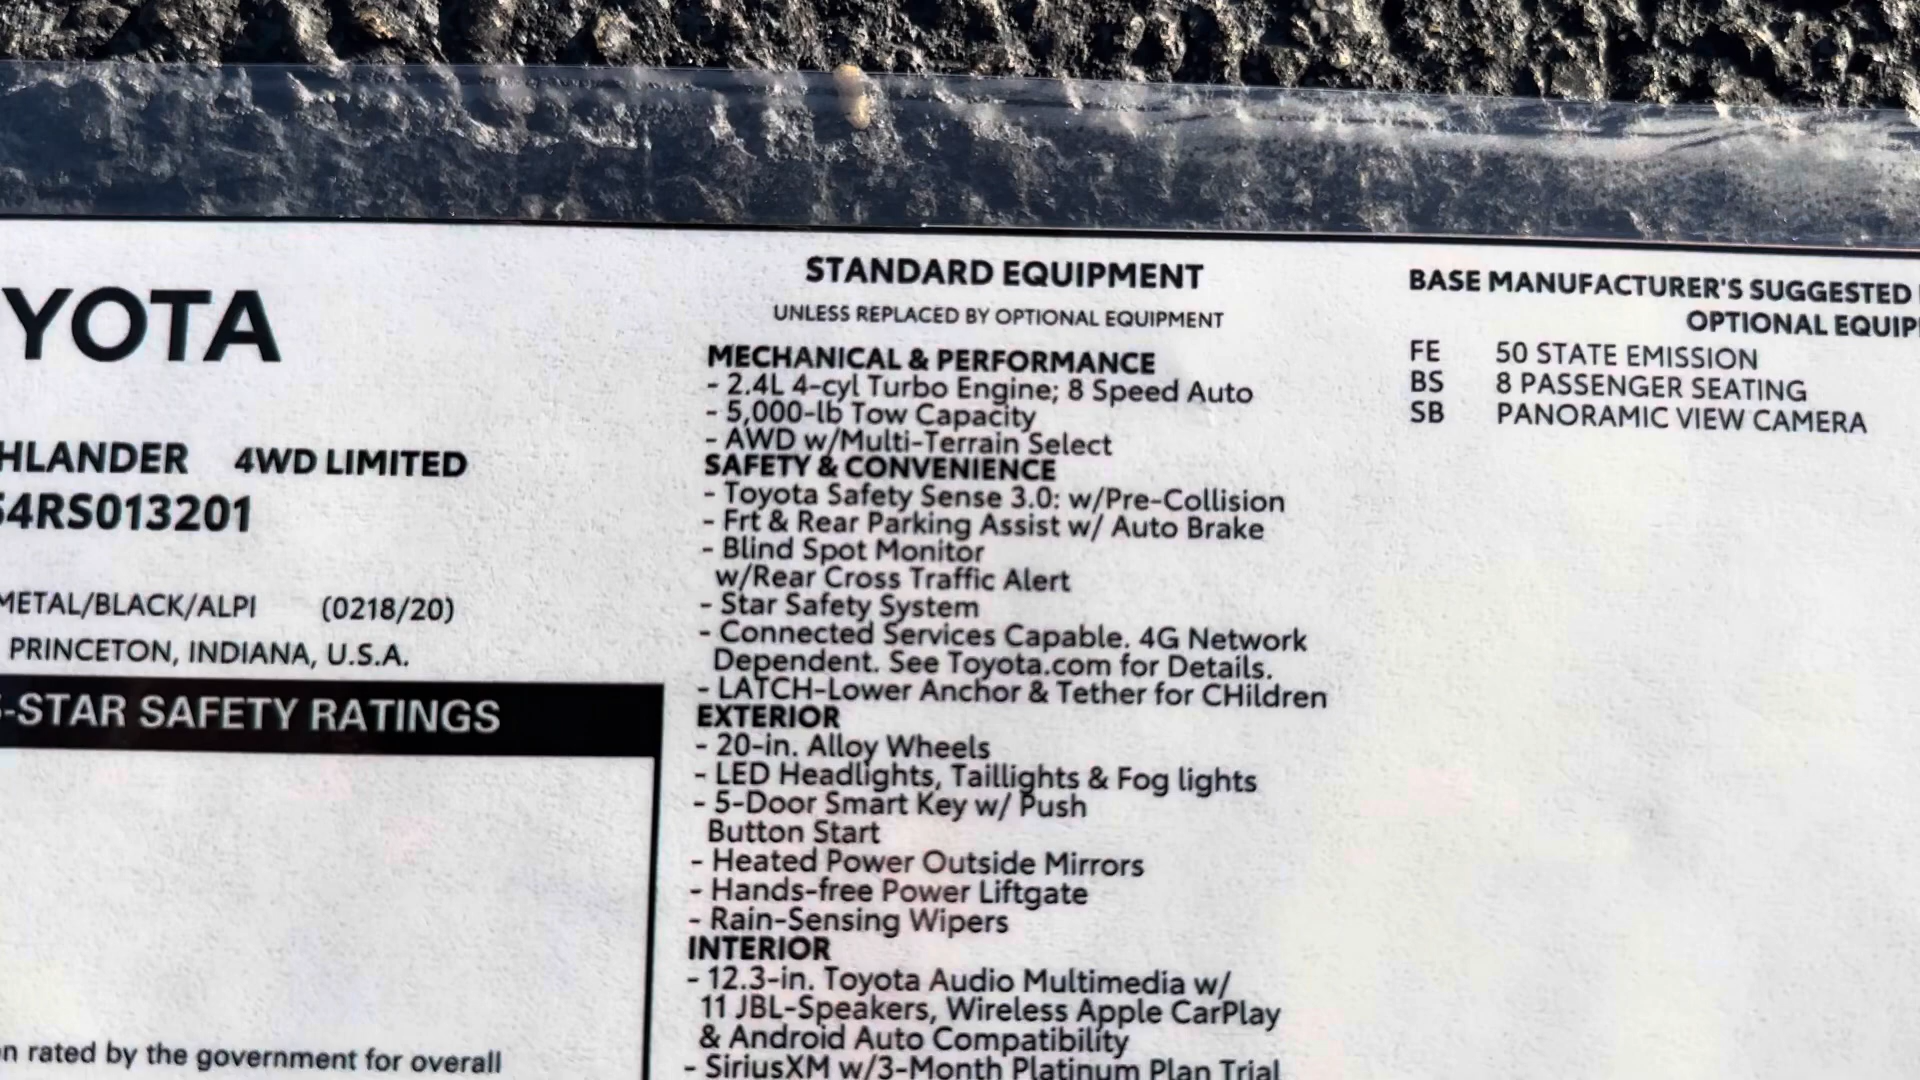 YOTA
HLANDER 4WD LIMITED
54RS013201
METAL/BLACK/ALPI (0218/20)
PRINCETON, INDIANA, U.S.A.
-STAR SAFETY RATINGS
n rated by the government for overall
STANDARD EQUIPMENT
UNLESS REPLACED BY OPTIONAL EQUIPMENT
MECHANICAL & PERFORMANCE
- 2.4L 4-cyl Turbo Engine; 8 Speed Auto
- 5,000-lb Tow Capacity
- AWD w/Multi-Terrain Select
SAFETY & CONVENIENCE
- Toyota Safety Sense 3.0: w/Pre-Collision
- Frt & Rear Parking Assist w/ Auto Brake
- Blind Spot Monitor
w/Rear Cross Traffic Alert
- Star Safety System
- Connected Services Capable. 4G Network
Dependent. See Toyota.com for Details.
- LATCH-Lower Anchor & Tether for CHildren
EXTERIOR
- 20-in. Alloy Wheels
- LED Headlights, Taillights & Fog lights
- 5-Door Smart Key w/ Push
Button Start
- Heated Power Outside Mirrors
- Hands-free Power Liftgate
- Rain-Sensing Wipers
INTERIOR
- 12.3-in. Toyota Audio Multimedia w/
11 JBL-Speakers, Wireless Apple CarPlay
& Android Auto Compatibility
- SiriusXM w/3-Month Platinum Plan Trial
BASE MANUFACTURER'S SUGGESTED
OPTIONAL EQUIP
FE 50 STATE EMISSION
BS 8 PASSENGER SEATING
SB PANORAMIC VIEW CAMERA